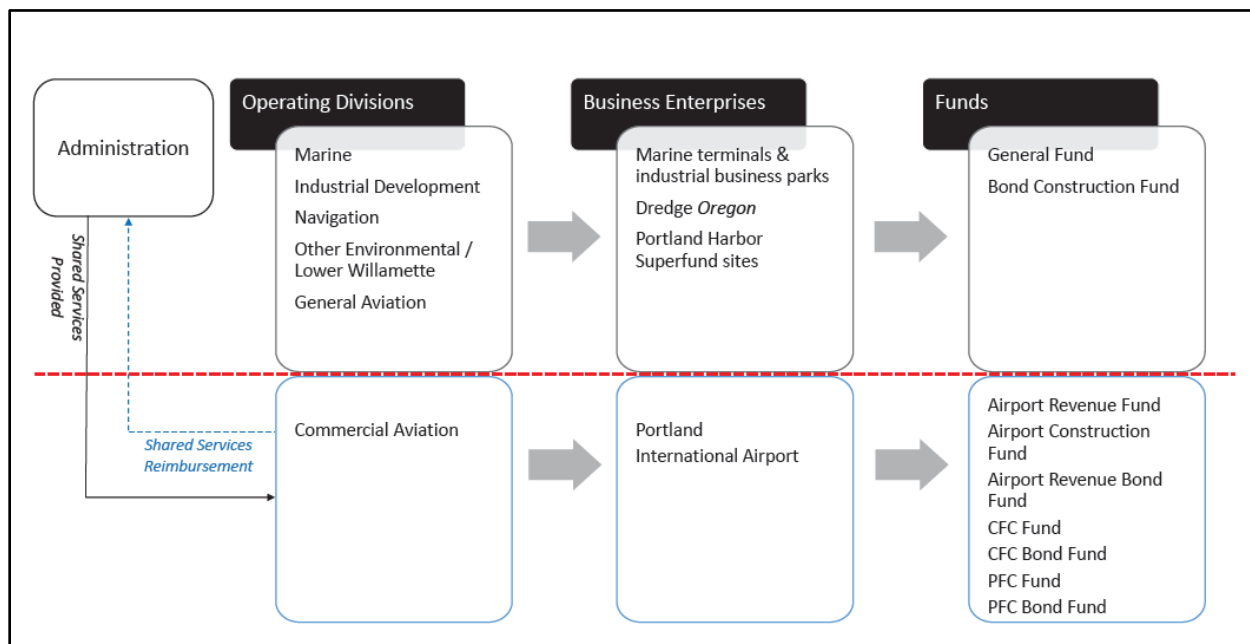 Administration
Shared Services
Provided
Shared Services
Reimbursement
Operating Divisions
Marine
Industrial Development
Navigation
Other Environmental /
Lower Willamette
General Aviation
Commercial Aviation
Business Enterprises
Marine terminals &
industrial business parks
Dredge Oregon
Portland Harbor
Superfund sites
Portland
International Airport
Funds
General Fund
Bond Construction Fund
Airport Revenue Fund
Airport Construction
Fund
Airport Revenue Bond
Fund
CFC Fund
CFC Bond Fund
PFC Fund
PFC Bond Fund